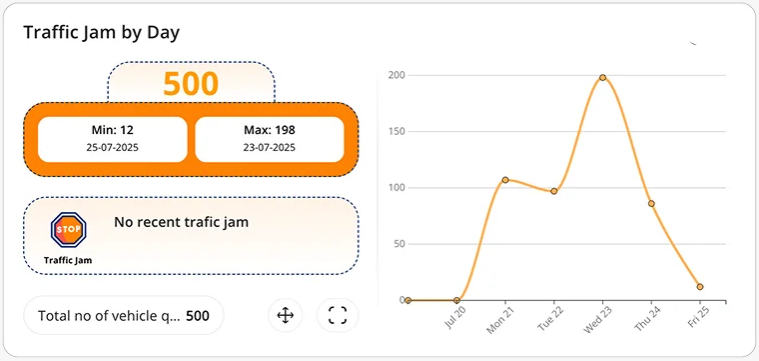 Traffic Jam by Day
500
Min: 12
25-07-2025
Max: 198
23-07-2025
STOP
Traffic Jam
No recent trafic jam
Total no of vehicle q... 500
200
150
100
50
0
Jul 20
Mon 21
Tue 22
Wed 23
Thu 24
Fri 25